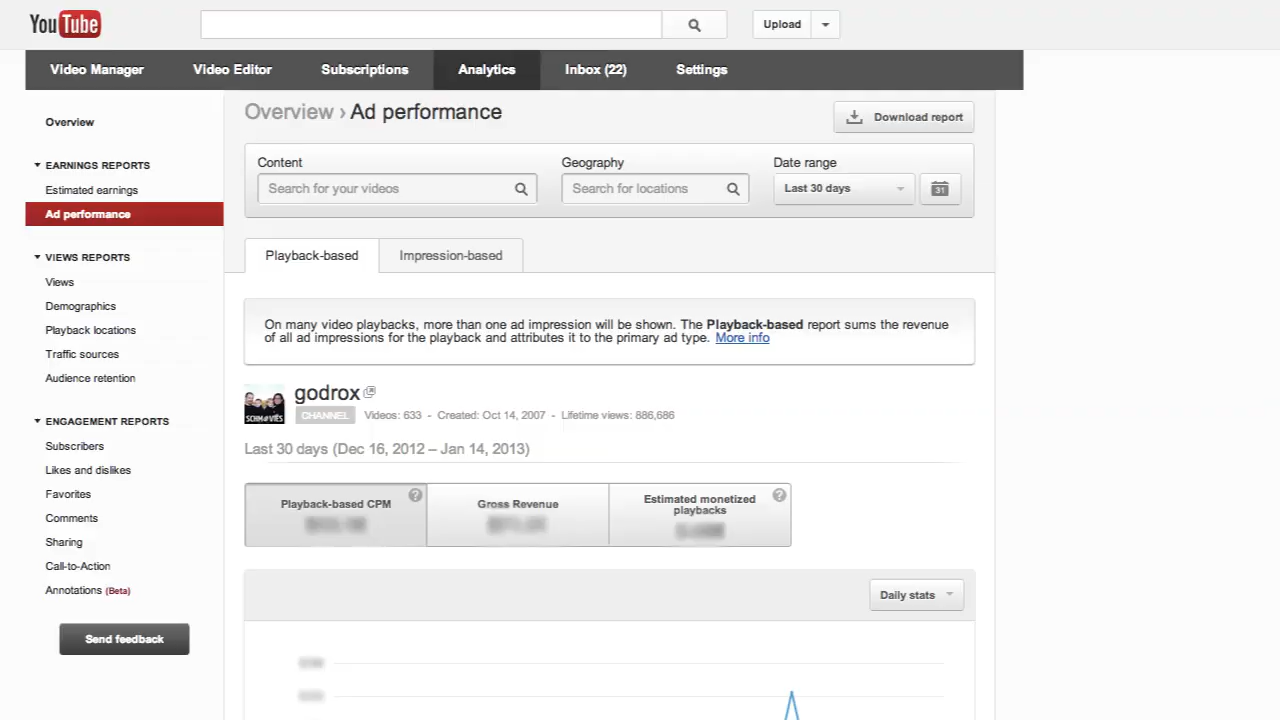 YouTube
Upload
Video Manager Video Editor Subscriptions Analytics Inbox (22) Settings
Overview
EARNINGS REPORTS
Estimated earnings
Ad performance
VIEWS REPORTS
Views
Demographics
Playback locations
Traffic sources
Audience retention
ENGAGEMENT REPORTS
Subscribers
Likes and dislikes
Favorites
Comments
Sharing
Call-to-Action
Annotations (Beta)
Send feedback
Overview › Ad performance
Download report
Content Geography Date range
Search for your videos Search for locations Last 30 days 31
Playback-based Impression-based
On many video playbacks, more than one ad impression will be shown. The Playback-based report sums the revenue
of all ad impressions for the playback and attributes it to the primary ad type. More info
godrox
CHANNEL Videos: 633 - Created: Oct 14, 2007 - Lifetime views: 886,686
Last 30 days (Dec 16, 2012 – Jan 14, 2013)
Playback-based CPM ?
Gross Revenue
Estimated monetized ?
playbacks
Daily stats